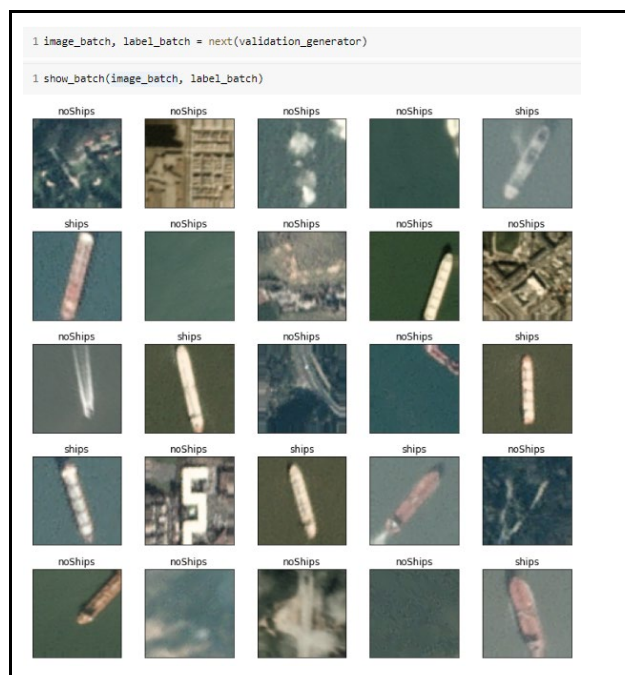 1 image_batch, label_batch = next(validation_generator)
1 show_batch(image_batch, label_batch)
noShips noShips noShips noShips ships
ships noShips noShips noShips noShips
noShips ships noShips noShips ships
ships noShips ships ships noShips
noShips noShips noShips noShips ships